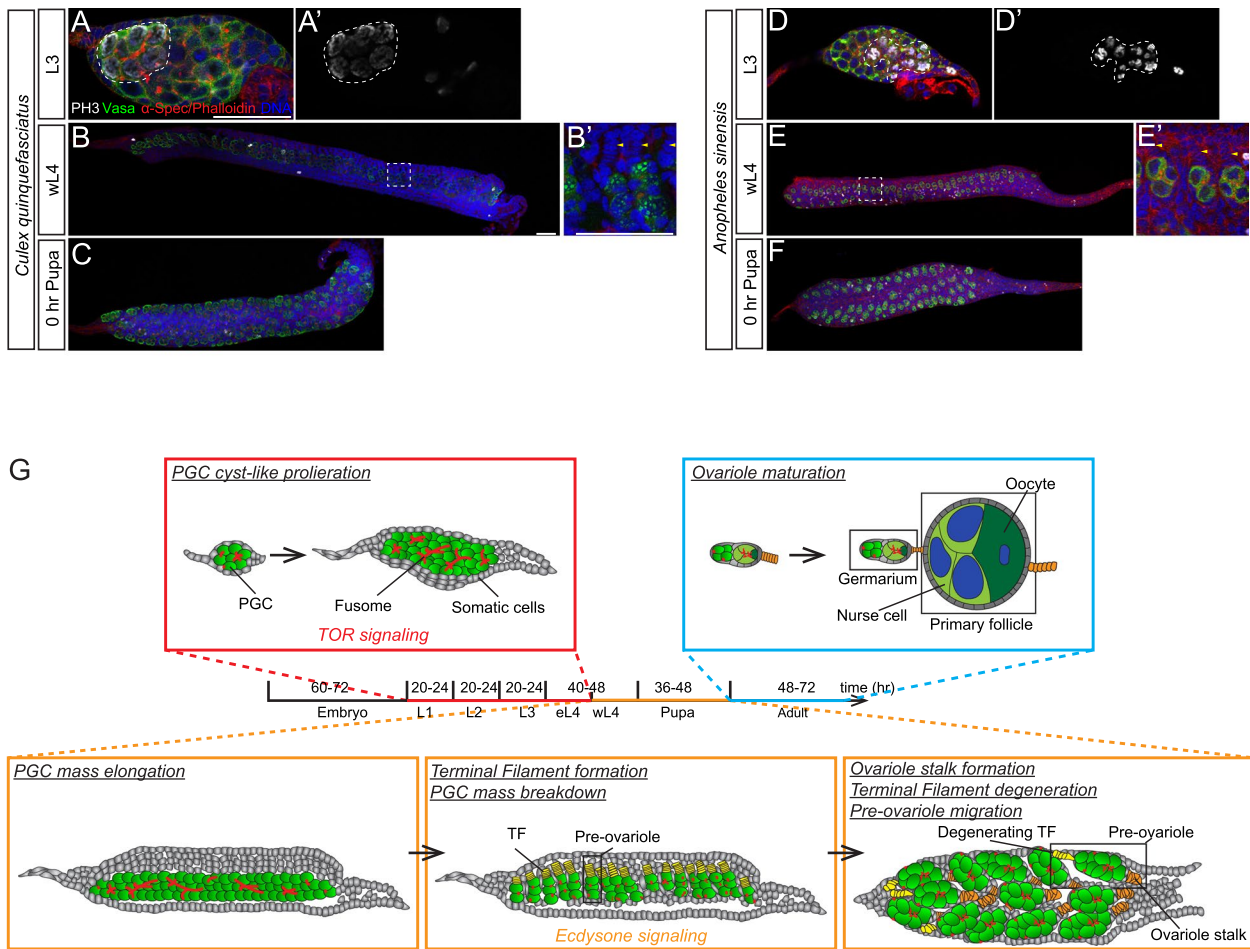 Culex quinquefasciatus
L3
A
A'
PH3 Vasa α-Spec/Phalloidin DNA
wL4
B
B'
0 hr Pupa
C
Anopheles sinensis
L3
D
D'
wL4
E
E'
0 hr Pupa
F
G
PGC cyst-like prolieration
PGC
Fusome
Somatic cells
TOR signaling
Ovariole maturation
Oocyte
Germarium
Nurse cell
Primary follicle
60-72 20-24 20-24 20-24 40-48 36-48 48-72 time (hr)
Embryo L1 L2 L3 eL4 wL4 Pupa Adult
PGC mass elongation
Terminal Filament formation
PGC mass breakdown
TF
Pre-ovariole
Ecdysone signaling
Ovariole stalk formation
Terminal Filament degeneration
Pre-ovariole migration
Degenerating TF
Pre-oyariole
Ovariole stalk